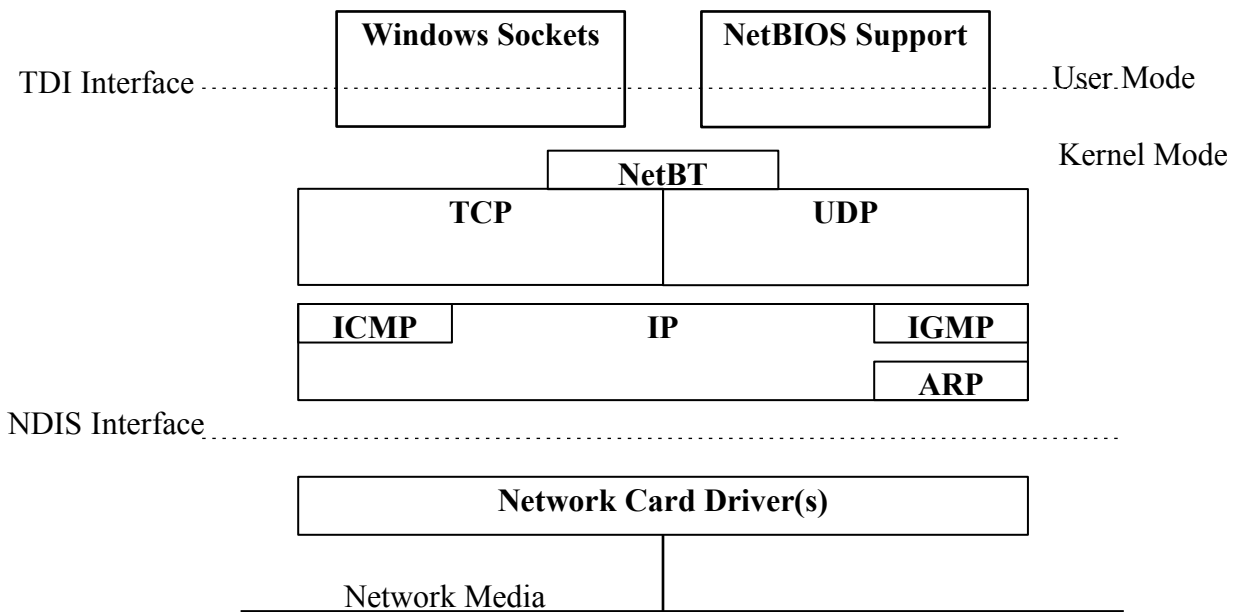 Windows Sockets
NetBIOS Support
TDI Interface
User Mode
Kernel Mode
NetBT
TCP
UDP
ICMP
IP
IGMP
ARP
NDIS Interface
Network Card Driver(s)
Network Media